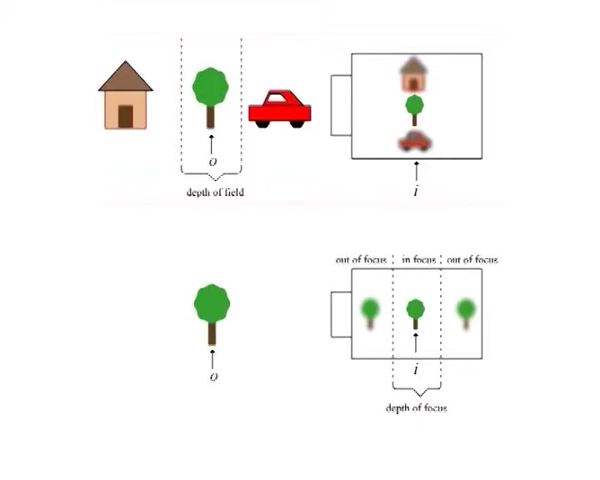 o
depth of field
i
out of focus
in focus
out of focus
o
i
depth of focus